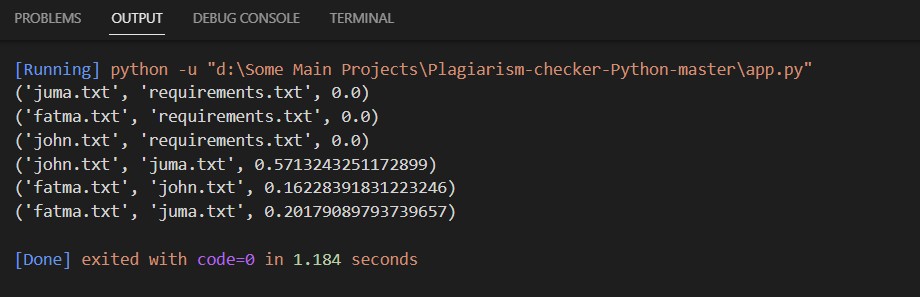 PROBLEMS OUTPUT DEBUG CONSOLE TERMINAL
[Running] python -u "d:\Some Main Projects\Plagiarism-checker-Python-master\app.py"
('juma.txt', 'requirements.txt', 0.0)
('fatma.txt', 'requirements.txt', 0.0)
('john.txt', 'requirements.txt', 0.0)
('john.txt', 'juma.txt', 0.5713243251172899)
('fatma.txt', 'john.txt', 0.16228391831223246)
('fatma.txt', 'juma.txt', 0.20179089793739657)
[Done] exited with code=0 in 1.184 seconds